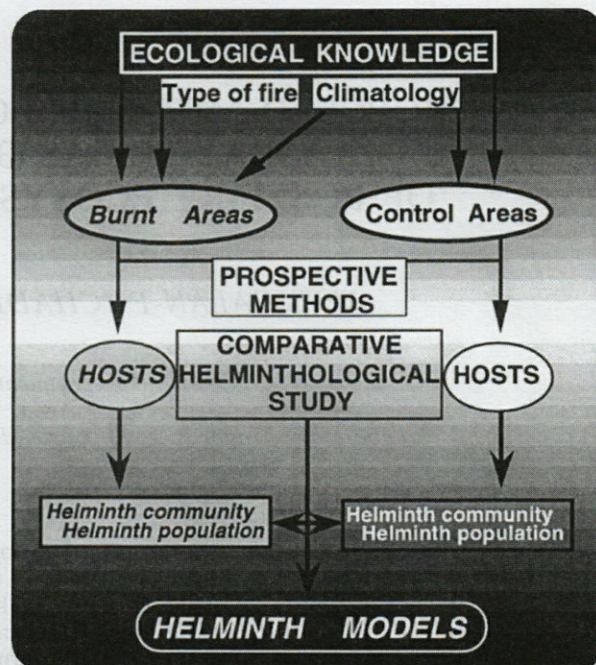 ECOLOGICAL KNOWLEDGE
Type of fire Climatology
Burnt Areas Control Areas
PROSPECTIVE
METHODS
COMPARATIVE
HELMINTHOLOGICAL
STUDY
HOSTS
HOSTS
Helminth community
Helminth population
Helminth community
Helminth population
HELMINTH MODELS